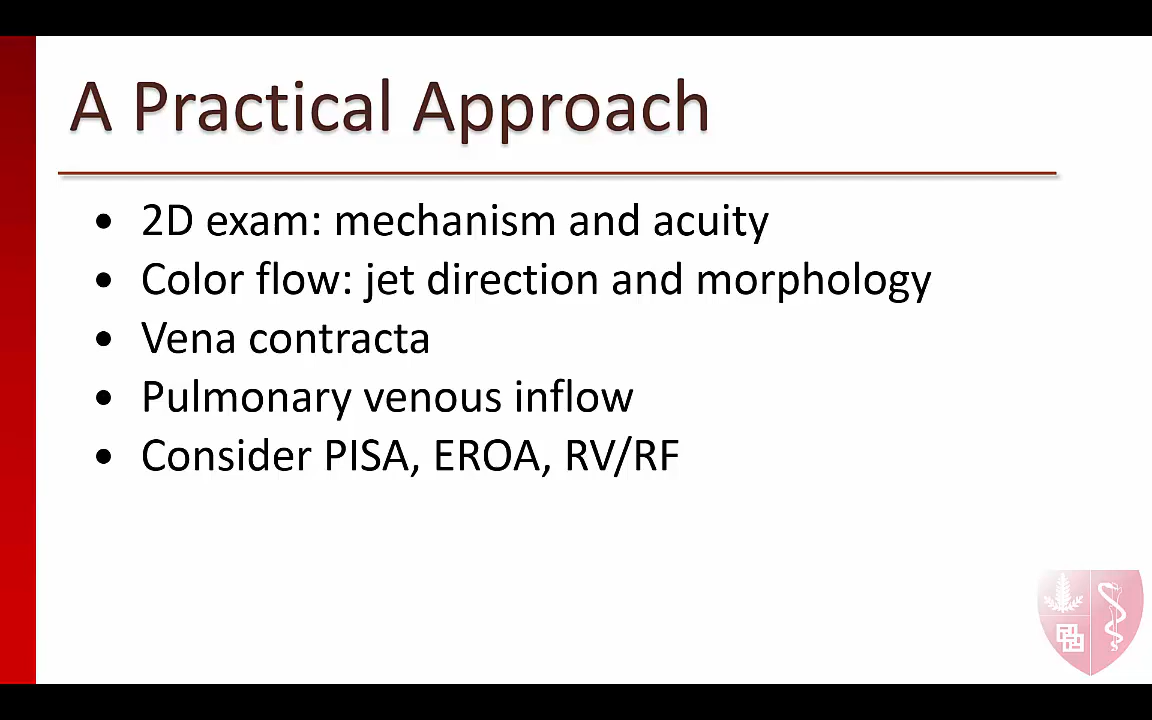 A Practical Approach
• 2D exam: mechanism and acuity
• Color flow: jet direction and morphology
• Vena contracta
• Pulmonary venous inflow
• Consider PISA, EROA, RV/RF